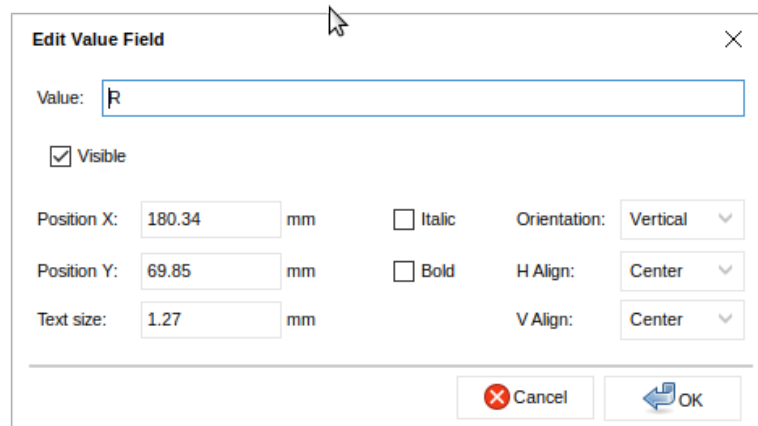 Edit Value Field
Value: R
Visible
Position X: 180.34 mm Italic Orientation: Vertical
Position Y: 69.85 mm Bold H Align: Center
Text size: 1.27 mm V Align: Center
Cancel OK